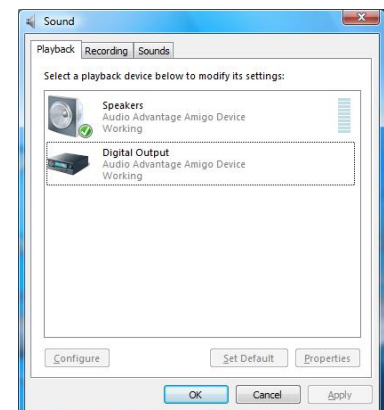 Sound
Playback Recording Sounds
Select a playback device below to modify its settings:
Speakers
Audio Advantage Amigo Device
Working
Digital Output
Audio Advantage Amigo Device
Working
Configure Set Default Properties
OK Cancel Apply